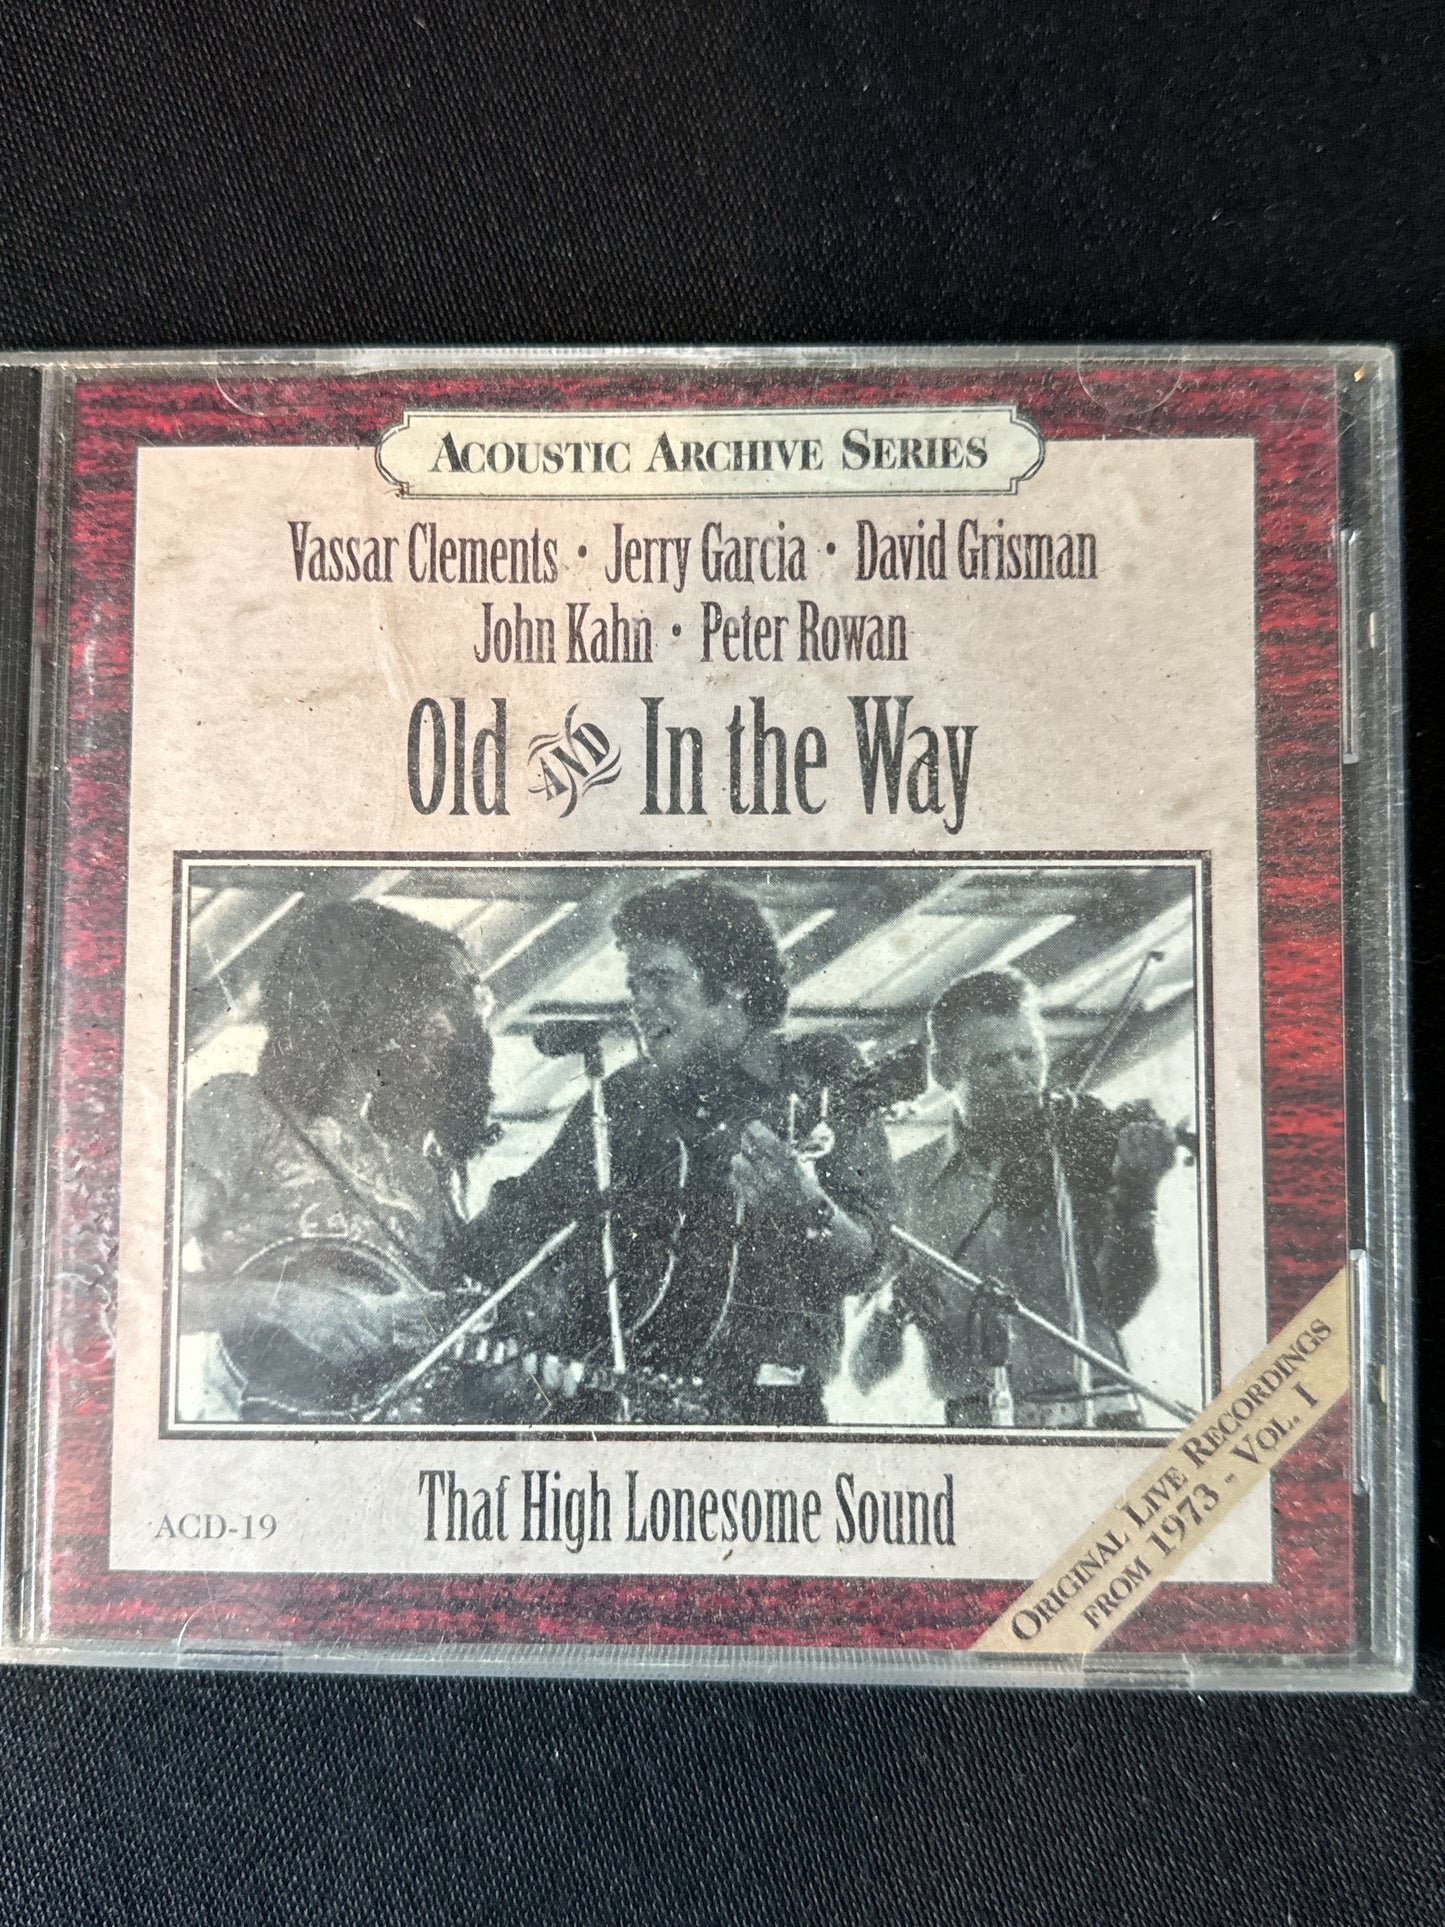 ACOUSTIC ARCHIVE SERIES
Vassar Clements • Jerry Garcia • David Grisman
John Kahn • Peter Rowan
Old AND In the Way
That High Lonesome Sound
ACD-19
ORIGINAL LIVE RECORDINGS
FROM 1973 - VOL. I